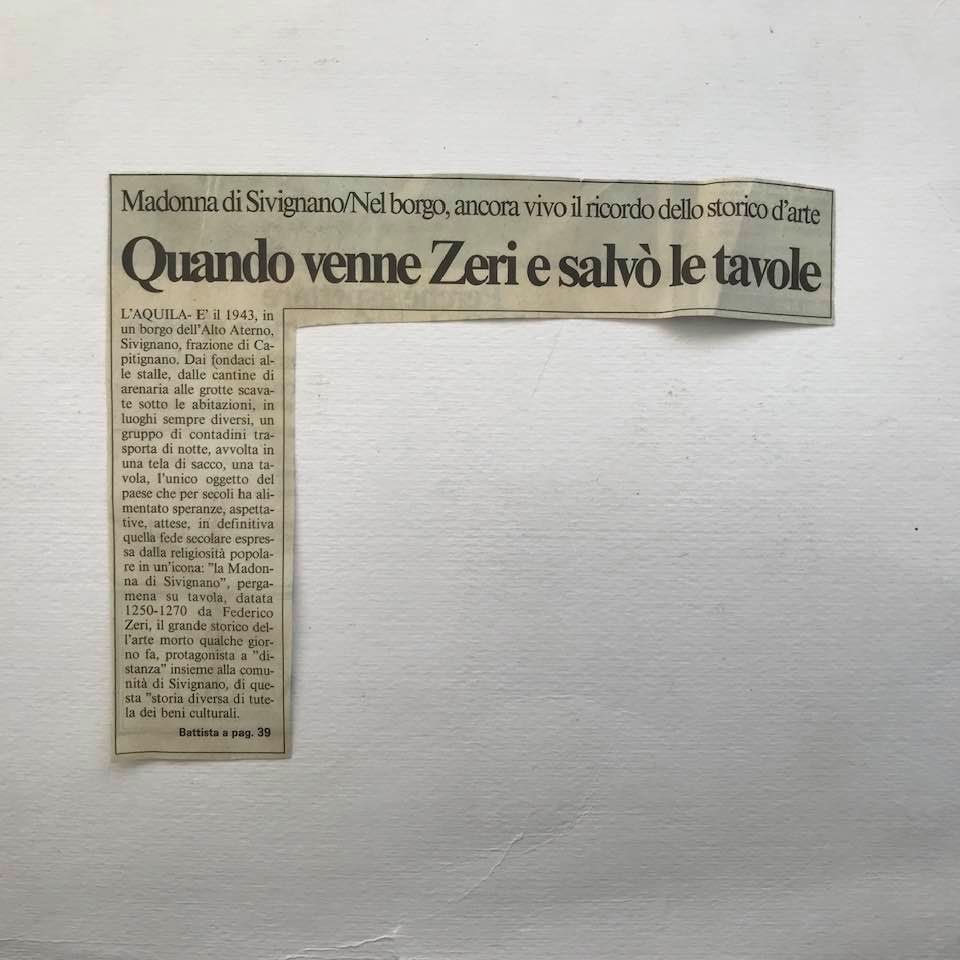 Madonna di Sivignano/Nel borgo, ancora vivo il ricordo dello storico d'arte
Quando venne Zeri e salvò le tavole
L'AQUILA- E' il 1943, in
un borgo dell'Alto Aterno,
Sivignano, frazione di Ca-
pitignano. Dai fondaci al-
le stalle, dalle cantine di
arenaria alle grotte scava-
te sotto le abitazioni, in
luoghi sempre diversi, un
gruppo di contadini tra-
sporta di notte, avvolta in
una tela di sacco, una ta-
vola, l'unico oggetto del
paese che per secoli ha ali-
mentato speranze, aspetta-
tive, attese, in definitiva
quella fede secolare espres-
sa dalla religiosità popola-
re in un'icona: "la Madon-
na di Sivignano", perga-
mena su tavola, datata
1250-1270 da Federico
Zeri, il grande storico del-
l'arte morto qualche gior-
no fa, protagonista a "di-
stanza" insieme alla comu-
nità di Sivignano, di que-
sta "storia diversa di tute-
la dei beni culturali.
Battista a pag. 39